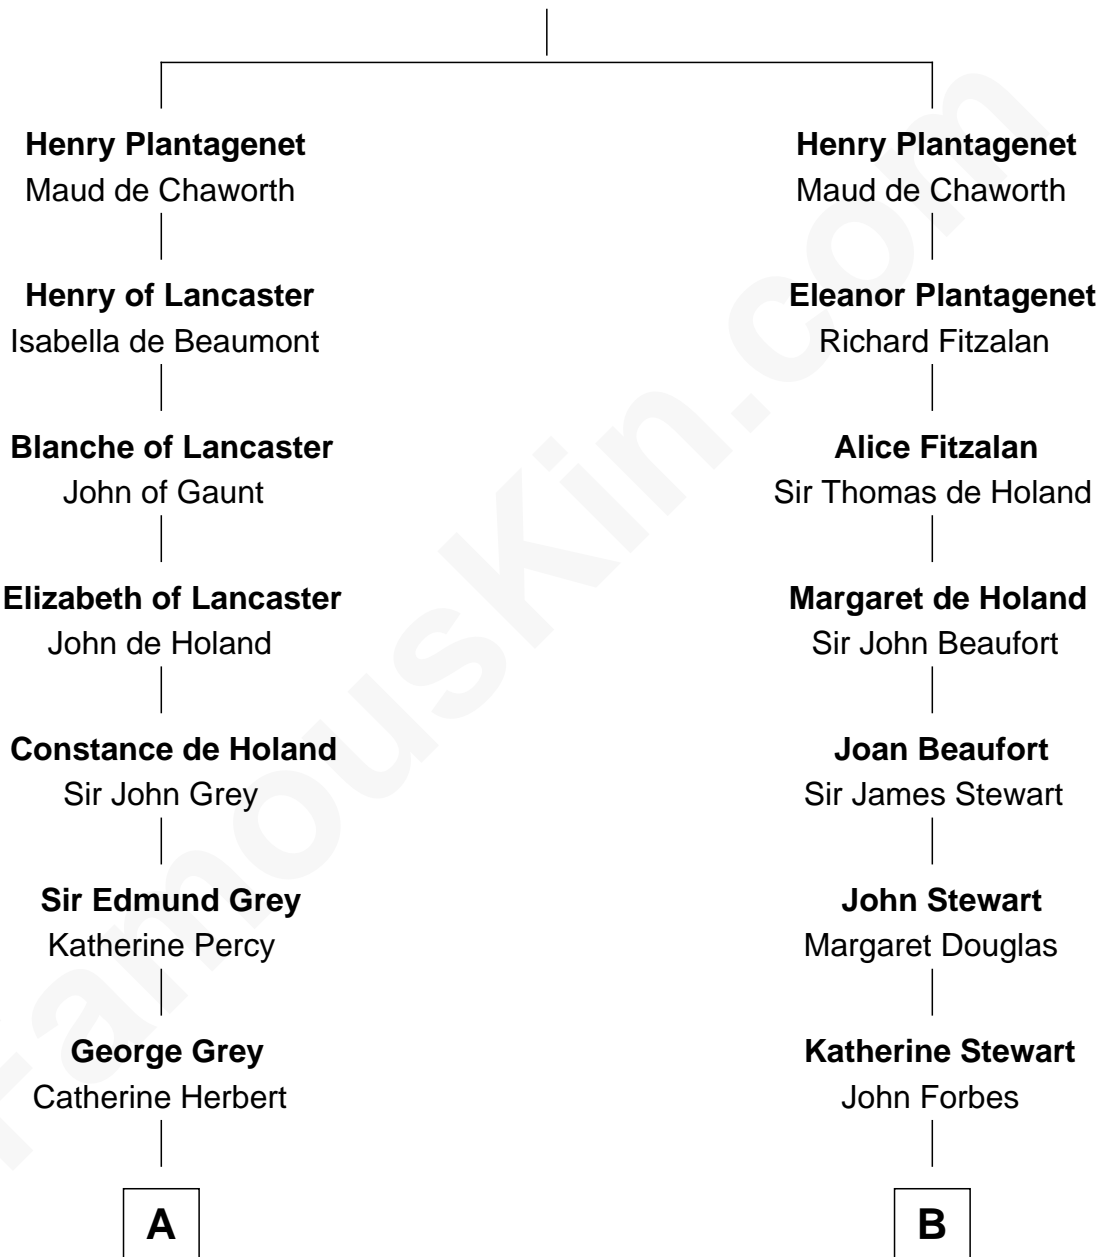 Henry Plantagenet
Maud de Chaworth
Henry of Lancaster
Isabella de Beaumont
Blanche of Lancaster
John of Gaunt
Elizabeth of Lancaster
John de Holand
Constance de Holand
Sir John Grey
Sir Edmund Grey
Katherine Percy
George Grey
Catherine Herbert
A
Henry Plantagenet
Maud de Chaworth
Eleanor Plantagenet
Richard Fitzalan
Alice Fitzalan
Sir Thomas de Holand
Margaret de Holand
Sir John Beaufort
Joan Beaufort
Sir James Stewart
John Stewart
Margaret Douglas
Katherine Stewart
John Forbes
B
FamousKin.com